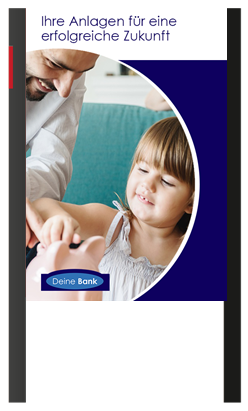 Ihre Anlagen für eine
erfolgreiche Zukunft
Deine Bank